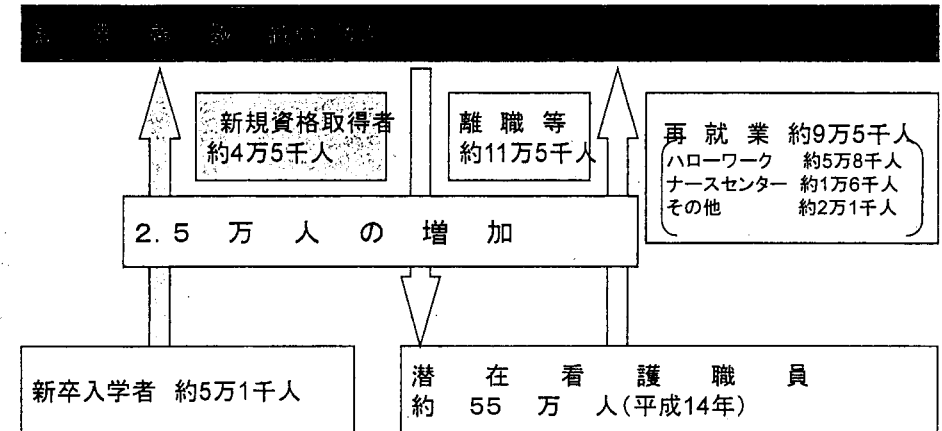 新規資格取得者
約4万5千人
離職等
約11万5千人
再就業 約9万5千人
ハローワーク 約5万8千人
ナースセンター 約1万6千人
その他 約2万1千人
2.5万人の増加
新卒入学者 約5万1千人
潜在看護職員
約 55 万 人(平成14年)